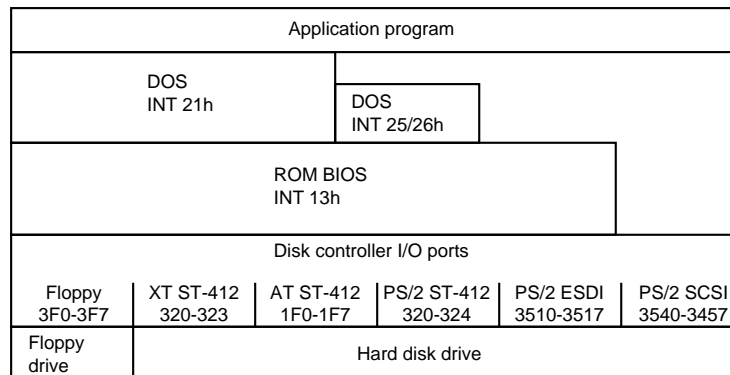 Application program
DOS
INT 21h
DOS
INT 25/26h
ROM BIOS
INT 13h
Disk controller I/O ports
Floppy XT ST-412 AT ST-412 PS/2 ST-412 PS/2 ESDI PS/2 SCSI
3F0-3F7 320-323 1F0-1F7 320-324 3510-3517 3540-3457
Floppy
drive
Hard disk drive